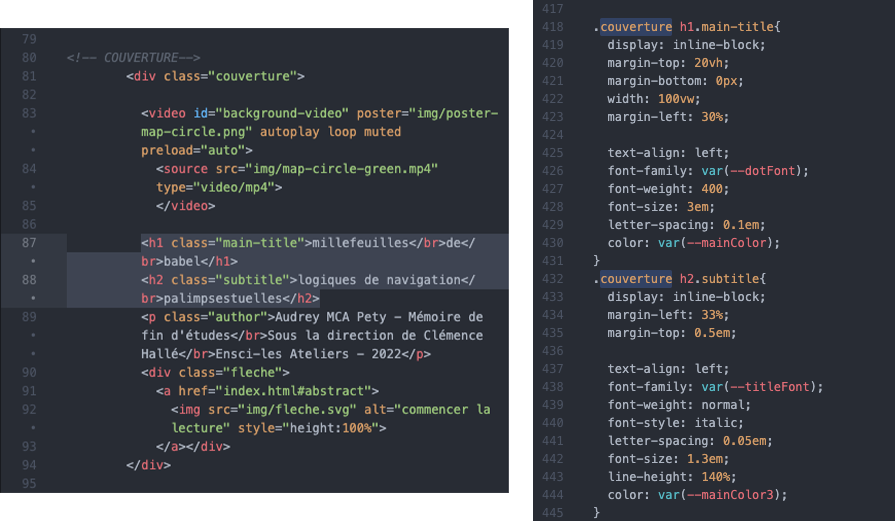 79
80 <!-- COUVERTURE-->
81 <div class="couverture">
82
83 <video id="background-video" poster="img/poster-
• map-circle.png" autoplay loop muted
• preload="auto">
84 <source src="img/map-circle-green.mp4"
• type="video/mp4">
85 </video>
86
87 <h1 class="main-title">millefeuilles</br>de</
• br>babel</h1>
88 <h2 class="subtitle">logiques de navigation</
• br>palimpsestuelles</h2>
89 <p class="author">Audrey MCA Pety - Mémoire de
• fin d'études</br>Sous la direction de Clémence
• Hallé</br>Ensci-les Ateliers - 2022</p>
90 <div class="fleche">
91 <a href="index.html#abstract">
92 <img src="img/fleche.svg" alt="commencer la
• lecture" style="height:100%">
93 </a></div>
94 </div>
95
417
418 .couverture h1.main-title{
419 display: inline-block;
420 margin-top: 20vh;
421 margin-bottom: 0px;
422 width: 100vw;
423 margin-left: 30%;
424
425 text-align: left;
426 font-family: var(--dotFont);
427 font-weight: 400;
428 font-size: 3em;
429 letter-spacing: 0.1em;
430 color: var(--mainColor);
431 }
432 .couverture h2.subtitle{
433 display: inline-block;
434 margin-left: 33%;
435 margin-top: 0.5em;
436
437 text-align: left;
438 font-family: var(--titleFont);
439 font-weight: normal;
440 font-style: italic;
441 letter-spacing: 0.05em;
442 font-size: 1.3em;
443 line-height: 140%;
444 color: var(--mainColor3);
445 }